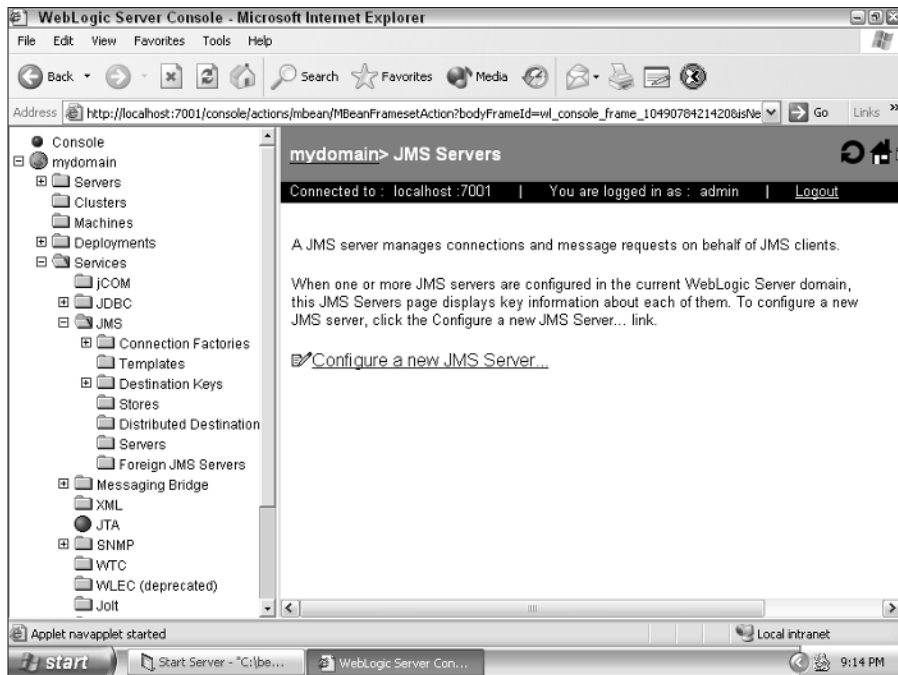 WebLogic Server Console - Microsoft Internet Explorer
File Edit View Favorites Tools Help
Back Search Favorites Media
Address http://localhost:7001/console/actions/mbean/MBeanFramesetAction?bodyFrameId=wl_console_frame_1049078421420&isNe Go Links »
Console
mydomain
Servers
Clusters
Machines
Deployments
Services
jCOM
JDBC
JMS
Connection Factories
Templates
Destination Keys
Stores
Distributed Destination
Servers
Foreign JMS Servers
Messaging Bridge
XML
JTA
SNMP
WTC
WLEC (deprecated)
Jolt
mydomain> JMS Servers
Connected to : localhost :7001 | You are logged in as : admin | Logout
A JMS server manages connections and message requests on behalf of JMS clients.
When one or more JMS servers are configured in the current WebLogic Server domain,
this JMS Servers page displays key information about each of them. To configure a new
JMS server, click the Configure a new JMS Server... link.
Configure a new JMS Server...
Applet navapplet started Local intranet
start Start Server - "C:\be... WebLogic Server Con... 9:14 PM